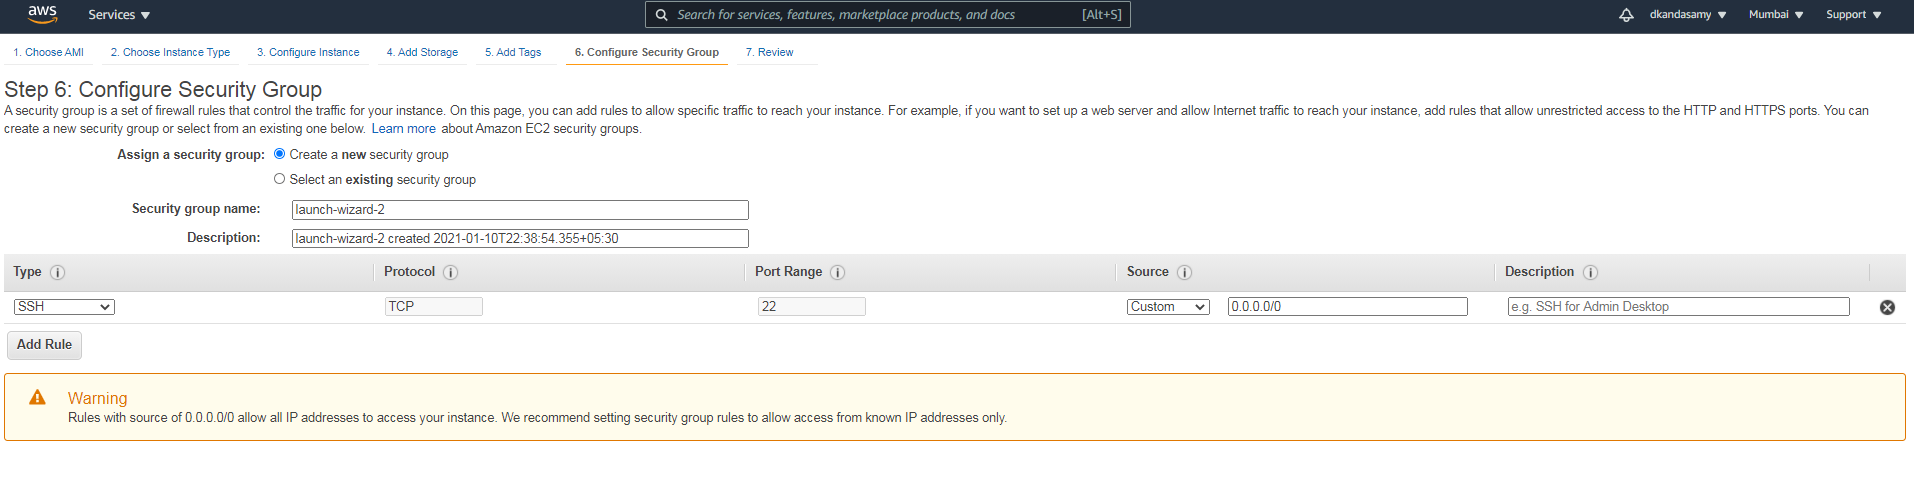 aws Services Search for services, features, marketplace products, and docs [Alt+S] dkandasamy Mumbai Support
1. Choose AMI 2. Choose Instance Type 3. Configure Instance 4. Add Storage 5. Add Tags 6. Configure Security Group 7. Review
Step 6: Configure Security Group
A security group is a set of firewall rules that control the traffic for your instance. On this page, you can add rules to allow specific traffic to reach your instance. For example, if you want to set up a web server and allow Internet traffic to reach your instance, add rules that allow unrestricted access to the HTTP and HTTPS ports. You can
create a new security group or select from an existing one below. Learn more about Amazon EC2 security groups.
Assign a security group: Create a new security group
Select an existing security group
Security group name: launch-wizard-2
Description: launch-wizard-2 created 2021-01-10T22:38:54.355+05:30
Type i Protocol i Port Range i Source i Description i
SSH TCP 22 Custom 0.0.0.0/0 e.g. SSH for Admin Desktop
Add Rule
Warning
Rules with source of 0.0.0.0/0 allow all IP addresses to access your instance. We recommend setting security group rules to allow access from known IP addresses only.